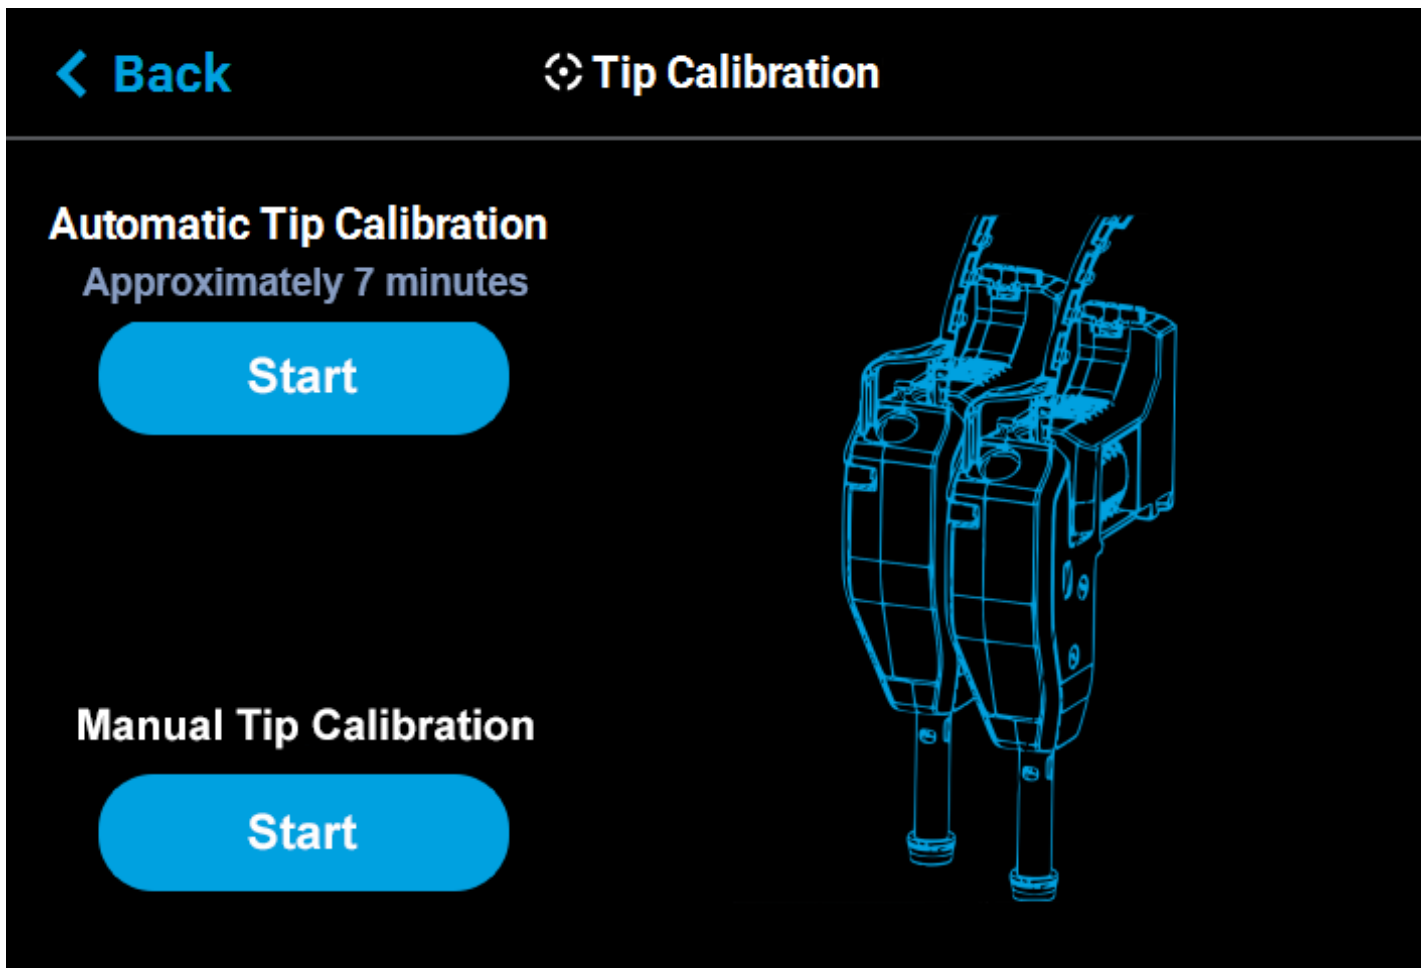 Back
Tip Calibration
Automatic Tip Calibration
Approximately 7 minutes
Start
Manual Tip Calibration
Start